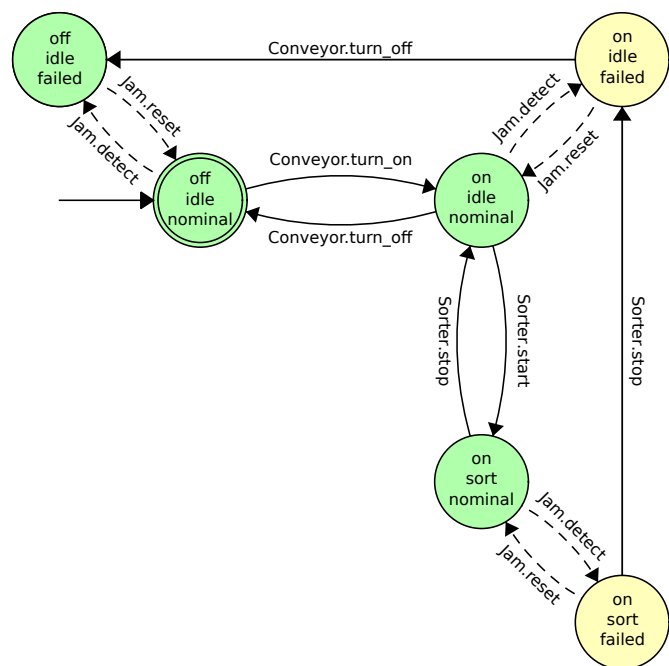 off
idle
failed
Conveyor.turn_off
on
idle
failed
Jam.reset
Jam.detect
Jam.detect
Jam.reset
off
idle
nominal
Conveyor.turn_on
on
idle
nominal
Conveyor.turn_off
Sorter.stop
Sorter.start
Sorter.stop
on
sort
nominal
Jam.detect
Jam.reset
on
sort
failed